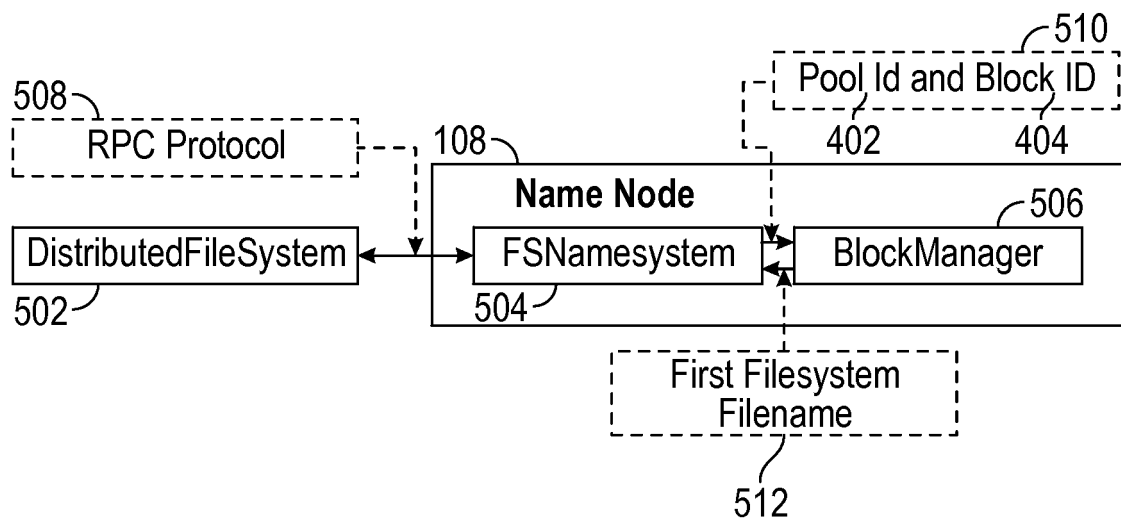 510
Pool Id and Block ID
402 404
508
RPC Protocol
108
Name Node
506
DistributedFileSystem
FSNamesystem
BlockManager
502
504
First Filesystem
Filename
512